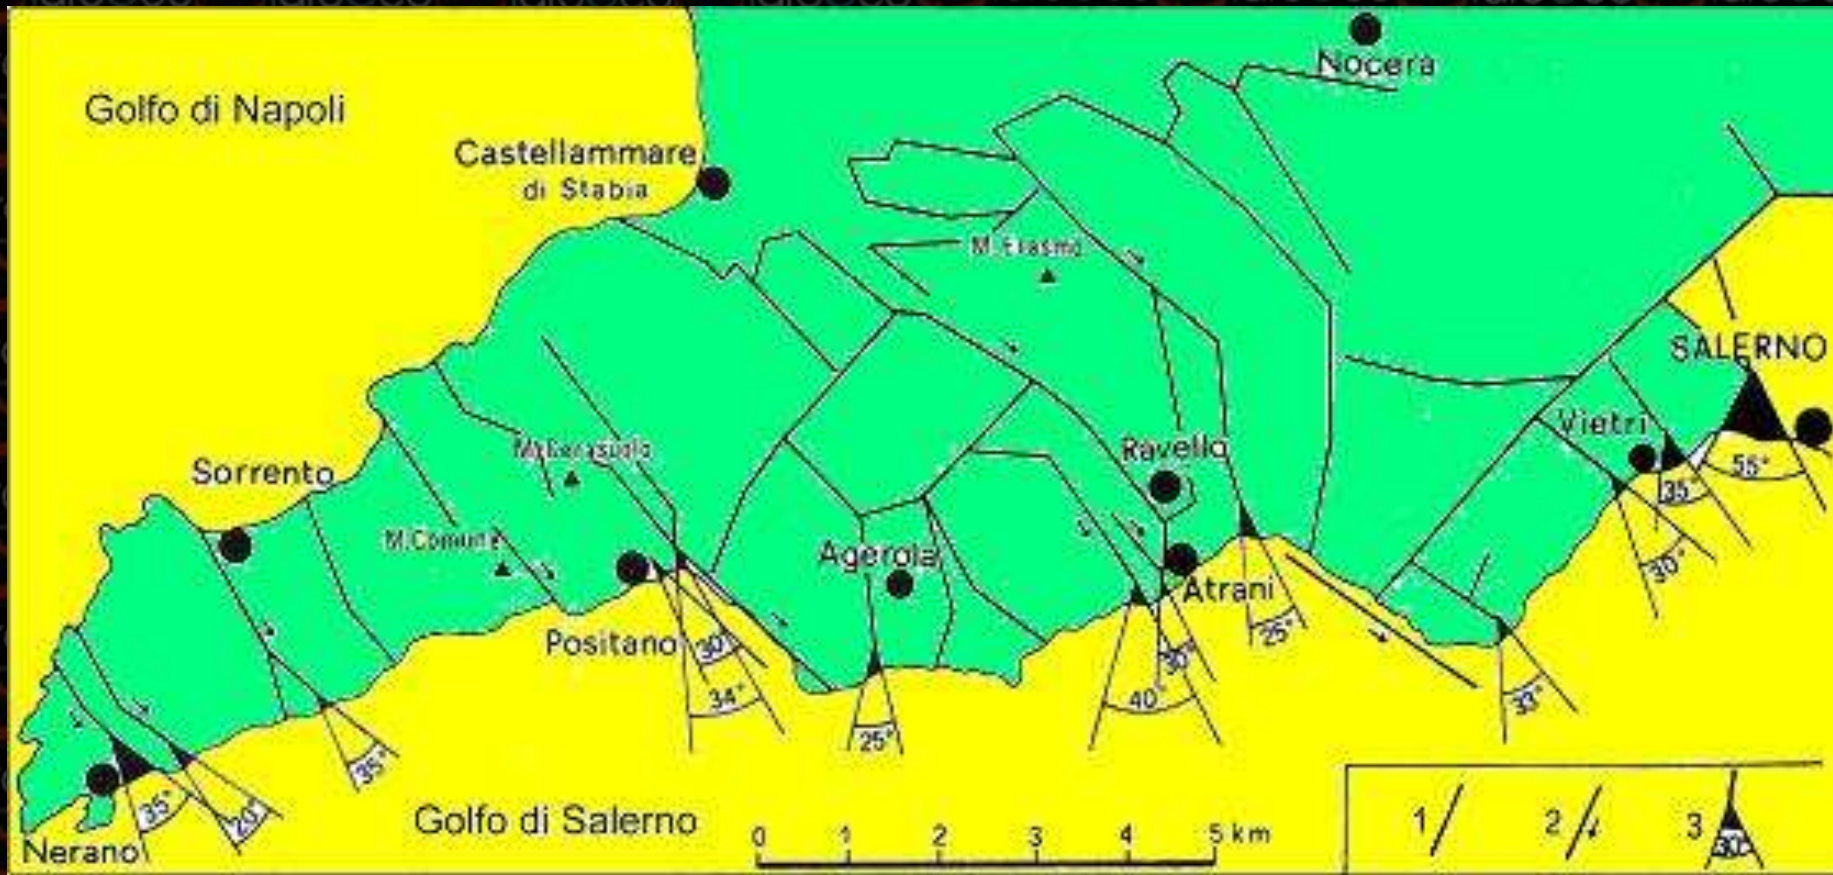 Nocera
Golfo di Napoli
Castellammare
di Stabia
M. Erasmo
SALERNO
Vietri
Ravello
M. Cerasuolo
Sorrento
55°
35°
M. Comune
Agerola
30°
Atrani
Positano
25°
30°
30°
34°
40°
33°
25°
35°
35°
20°
Golfo di Salerno
0 1 2 3 4 5 km
1 2 3
30°
Nerano